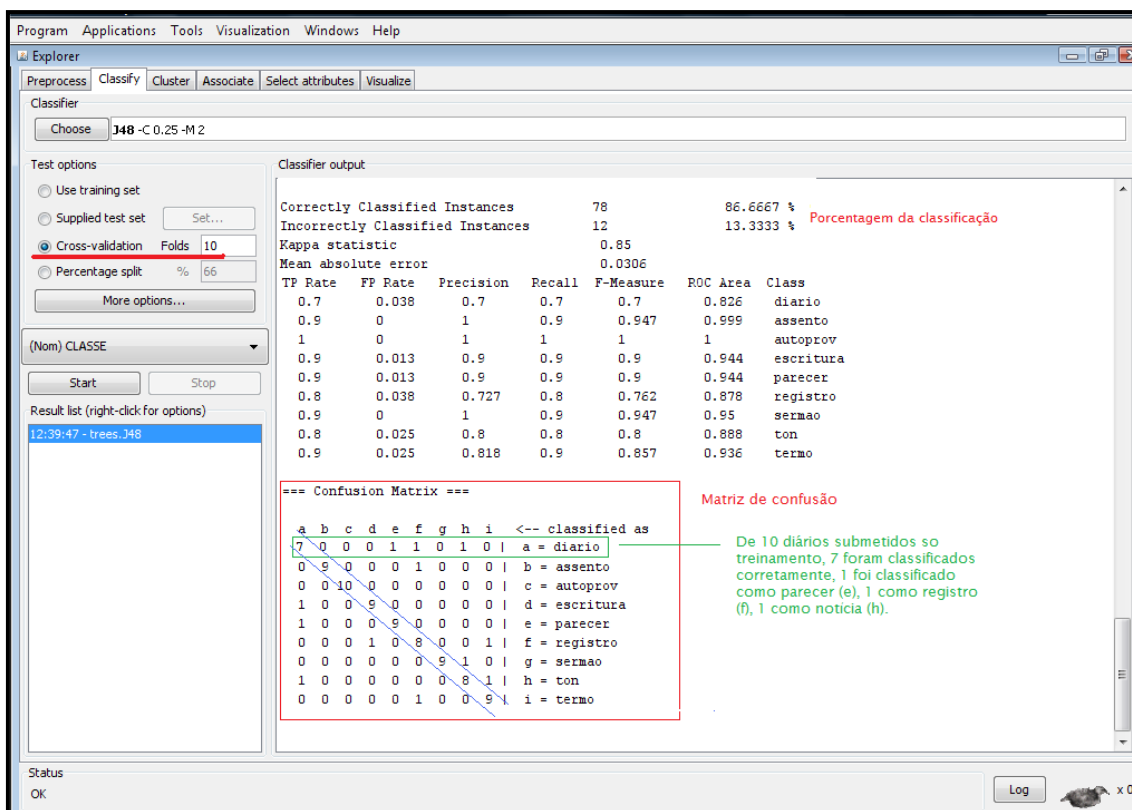 Program Applications Tools Visualization Windows Help
Explorer
Preprocess Classify Cluster Associate Select attributes Visualize
Classifier
Choose J48 -C 0.25 -M 2
Test options
Use training set
Supplied test set Set...
Cross-validation Folds 10
Percentage split % 66
More options...
(Nom) CLASSE
Start Stop
Result list (right-click for options)
12:39:47 - trees.J48
Classifier output
Correctly Classified Instances 78 86.6667 %
Incorrectly Classified Instances 12 13.3333 %
Porcentagem da classificação
Kappa statistic 0.85
Mean absolute error 0.0306
TP Rate FP Rate Precision Recall F-Measure ROC Area Class
0.7 0.038 0.7 0.7 0.7 0.826 diario
0.9 0 1 0.9 0.947 0.999 assento
1 0 1 1 1 1 autoprov
0.9 0.013 0.9 0.9 0.9 0.944 escritura
0.9 0.013 0.9 0.9 0.9 0.944 parecer
0.8 0.038 0.727 0.8 0.762 0.878 registro
0.9 0 1 0.9 0.947 0.95 sermao
0.8 0.025 0.8 0.8 0.8 0.888 ton
0.9 0.025 0.818 0.9 0.857 0.936 termo
=== Confusion Matrix ===
Matriz de confusão
a b c d e f g h i <-- classified as
7 0 0 0 1 1 0 1 0 | a = diario
0 9 0 0 0 1 0 0 0 | b = assento
0 0 10 0 0 0 0 0 0 | c = autoprov
1 0 0 9 0 0 0 0 0 | d = escritura
1 0 0 0 9 0 0 0 0 | e = parecer
0 0 0 1 0 8 0 0 1 | f = registro
0 0 0 0 0 0 9 1 0 | g = sermao
1 0 0 0 0 0 0 8 1 | h = ton
0 0 0 0 0 1 0 0 9 | i = termo
De 10 diários submetidos so
treinamento, 7 foram classificados
corretamente, 1 foi classificado
como parecer (e), 1 como registro
(f), 1 como notícia (h).
Status
OK
Log
x 0